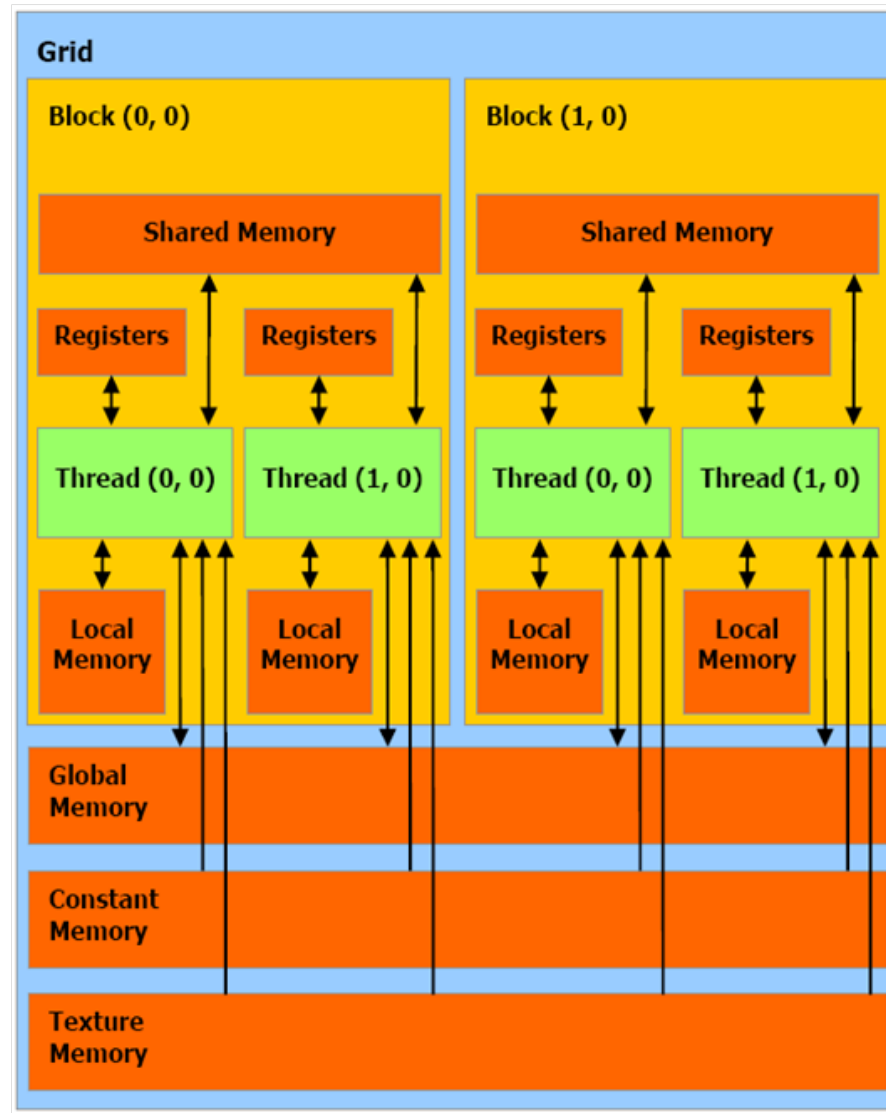 Grid
Block (0, 0)
Block (1, 0)
Shared Memory
Shared Memory
Registers
Registers
Registers
Registers
Thread (0, 0)
Thread (1, 0)
Thread (0, 0)
Thread (1, 0)
Local
Memory
Local
Memory
Local
Memory
Local
Memory
Global
Memory
Constant
Memory
Texture
Memory